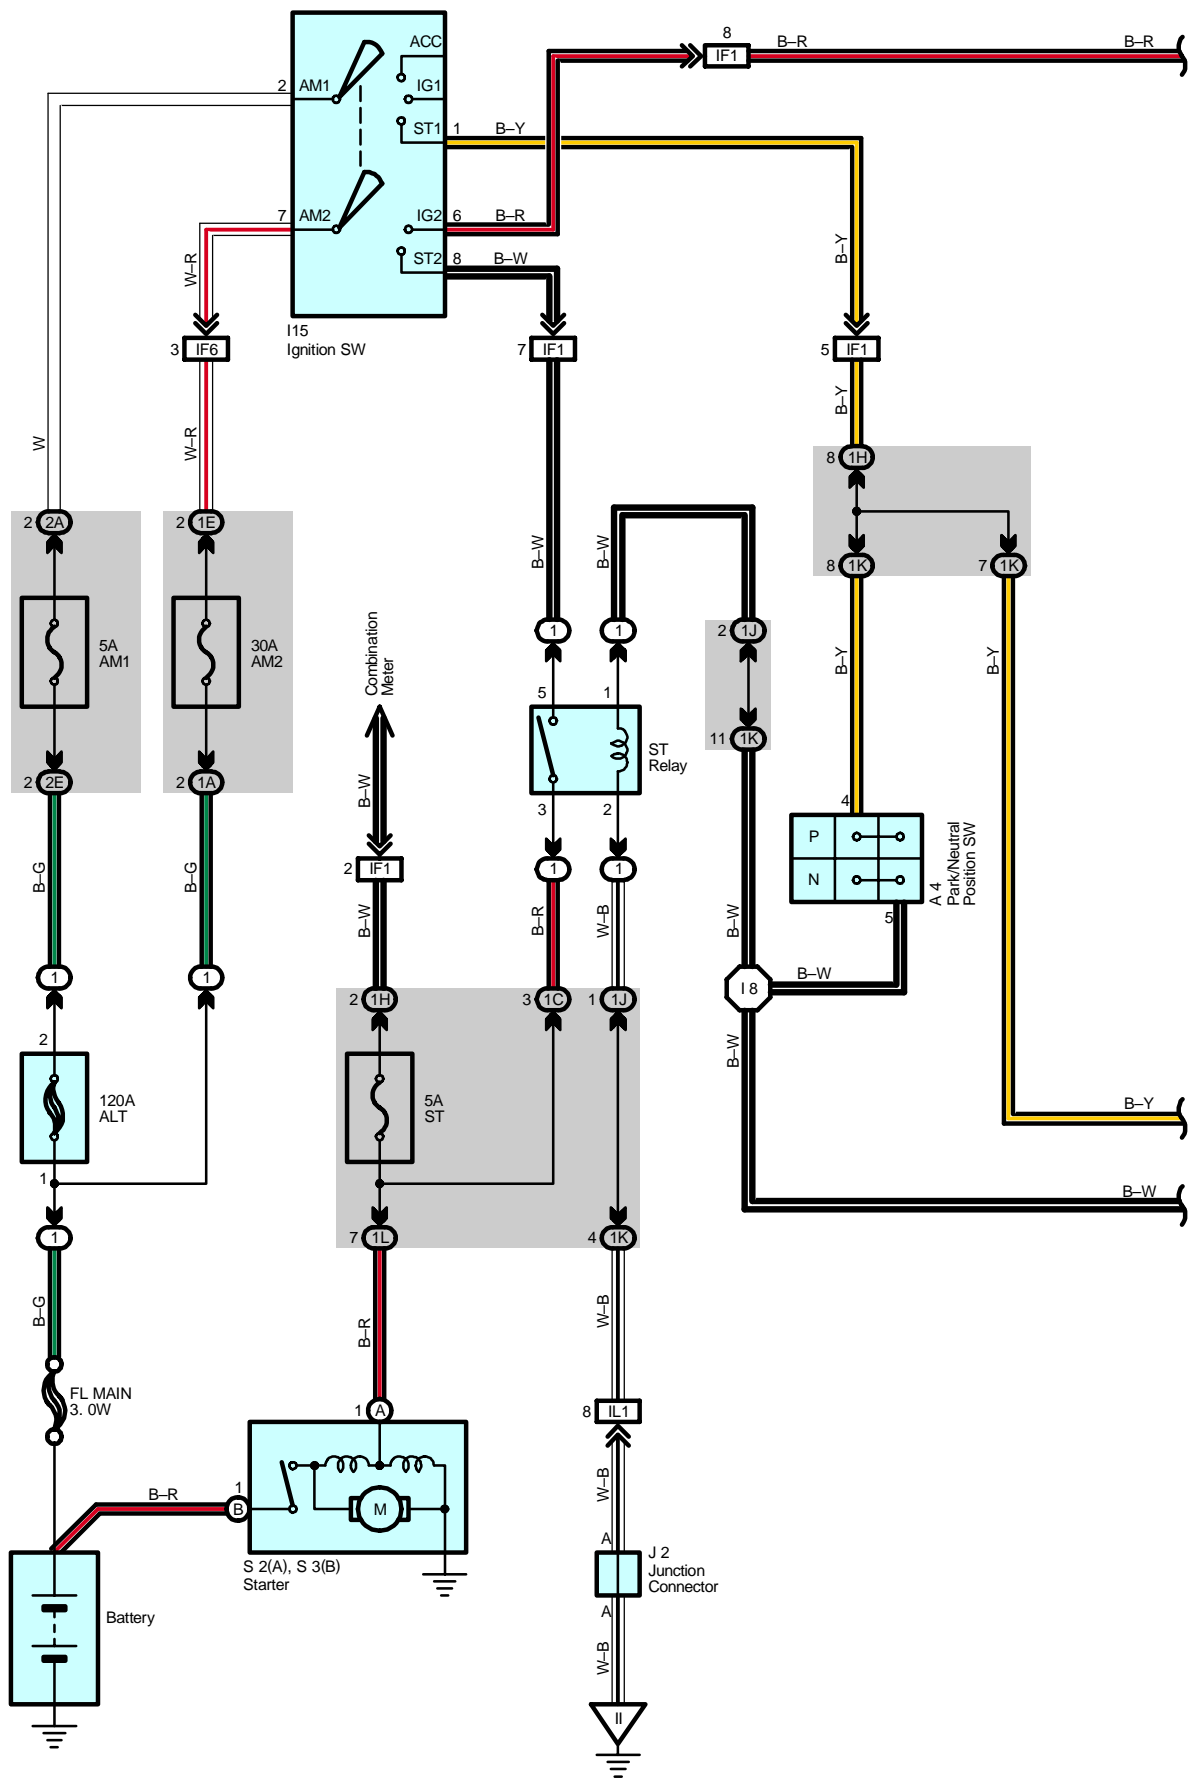 8
IF1
B–R
B–R
ACC
2
AM1
IG1
ST1
1
B–Y
7
AM2
IG2
6
B–R
ST2
8
B–W
W–R
B–Y
I15
Ignition SW
3
IF6
7
IF1
5
IF1
W
W–R
B–Y
8
1H
2
2A
2
1E
B–W
B–W
8
1K
7
1K
5A
AM1
30A
AM2
Combination
Meter
1
1
2
1J
B–Y
B–Y
5
1
ST
Relay
11
1K
2
2E
2
1A
B–W
3
2
4
P
N
A 4
Park/Neutral
Position SW
5
B–G
B–G
2
IF1
1
1
B–W
B–R
W–B
B–W
B–W
1
1
2
1H
3
1C
1
1J
I 8
2
B–W
120A
ALT
5A
ST
B–Y
1
B–W
1
7
1L
4
1K
B–G
B–R
W–B
FL MAIN
3. 0W
1
A
8
IL1
1
B
B–R
M
W–B
A
J 2
Junction
Connector
S 2(A), S 3(B)
Starter
A
Battery
W–B
II